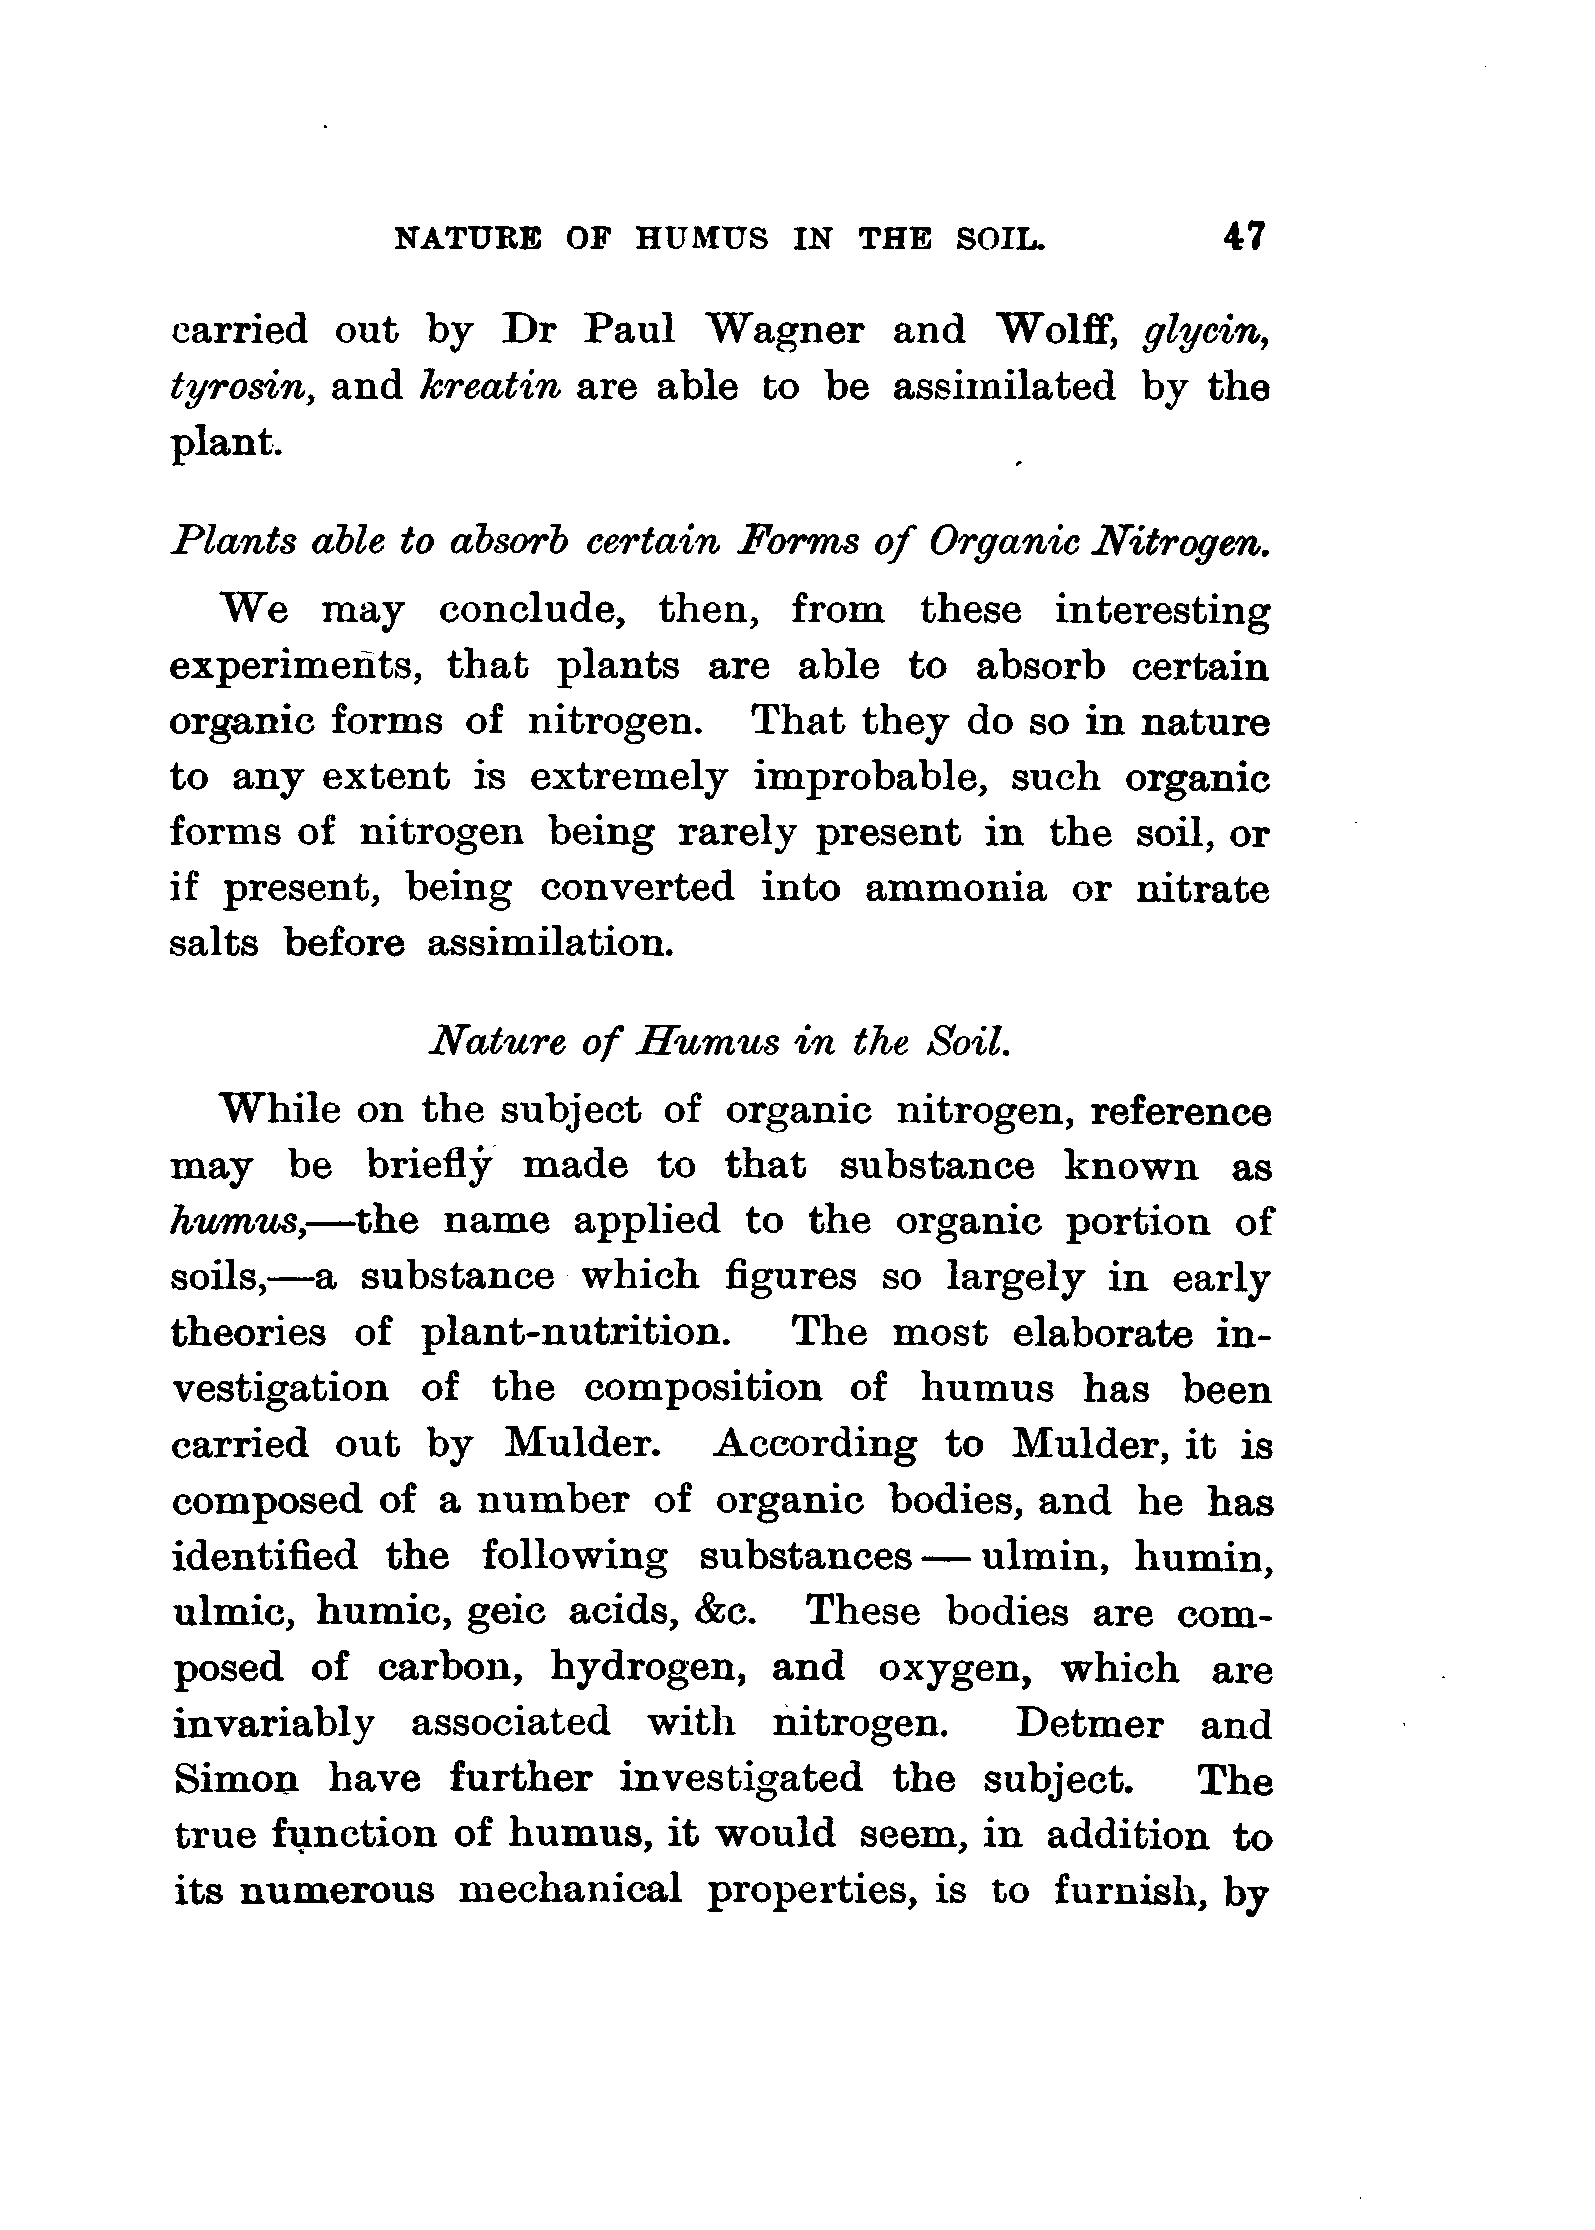 NATURE OF HUMUS IN THE SOIL. 47
carried out by Dr Paul Wagner and Wolff, glycin,
tyrosin, and kreatin are able to be assimilated by the
plant.
Plants able to absorb certain Forms of Organic Nitrogen.
We may conclude, then, from these interesting
experiments, that plants are able to absorb certain
organic forms of nitrogen. That they do so in nature
to any extent is extremely improbable, such organic
forms of nitrogen being rarely present in the soil, or
if present, being converted into ammonia or nitrate
salts before assimilation.
Nature of Humus in the Soil.
While on the subject of organic nitrogen, reference
may be briefly made to that substance known as
humus,—the name applied to the organic portion of
soils,—a substance which figures so largely in early
theories of plant-nutrition. The most elaborate in-
vestigation of the composition of humus has been
carried out by Mulder. According to Mulder, it is
composed of a number of organic bodies, and he has
identified the following substances — ulmin, humin,
ulmic, humic, geic acids, &c. These bodies are com-
posed of carbon, hydrogen, and oxygen, which are
invariably associated with nitrogen. Detmer and
Simon have further investigated the subject. The
true function of humus, it would seem, in addition to
its numerous mechanical properties, is to furnish, by